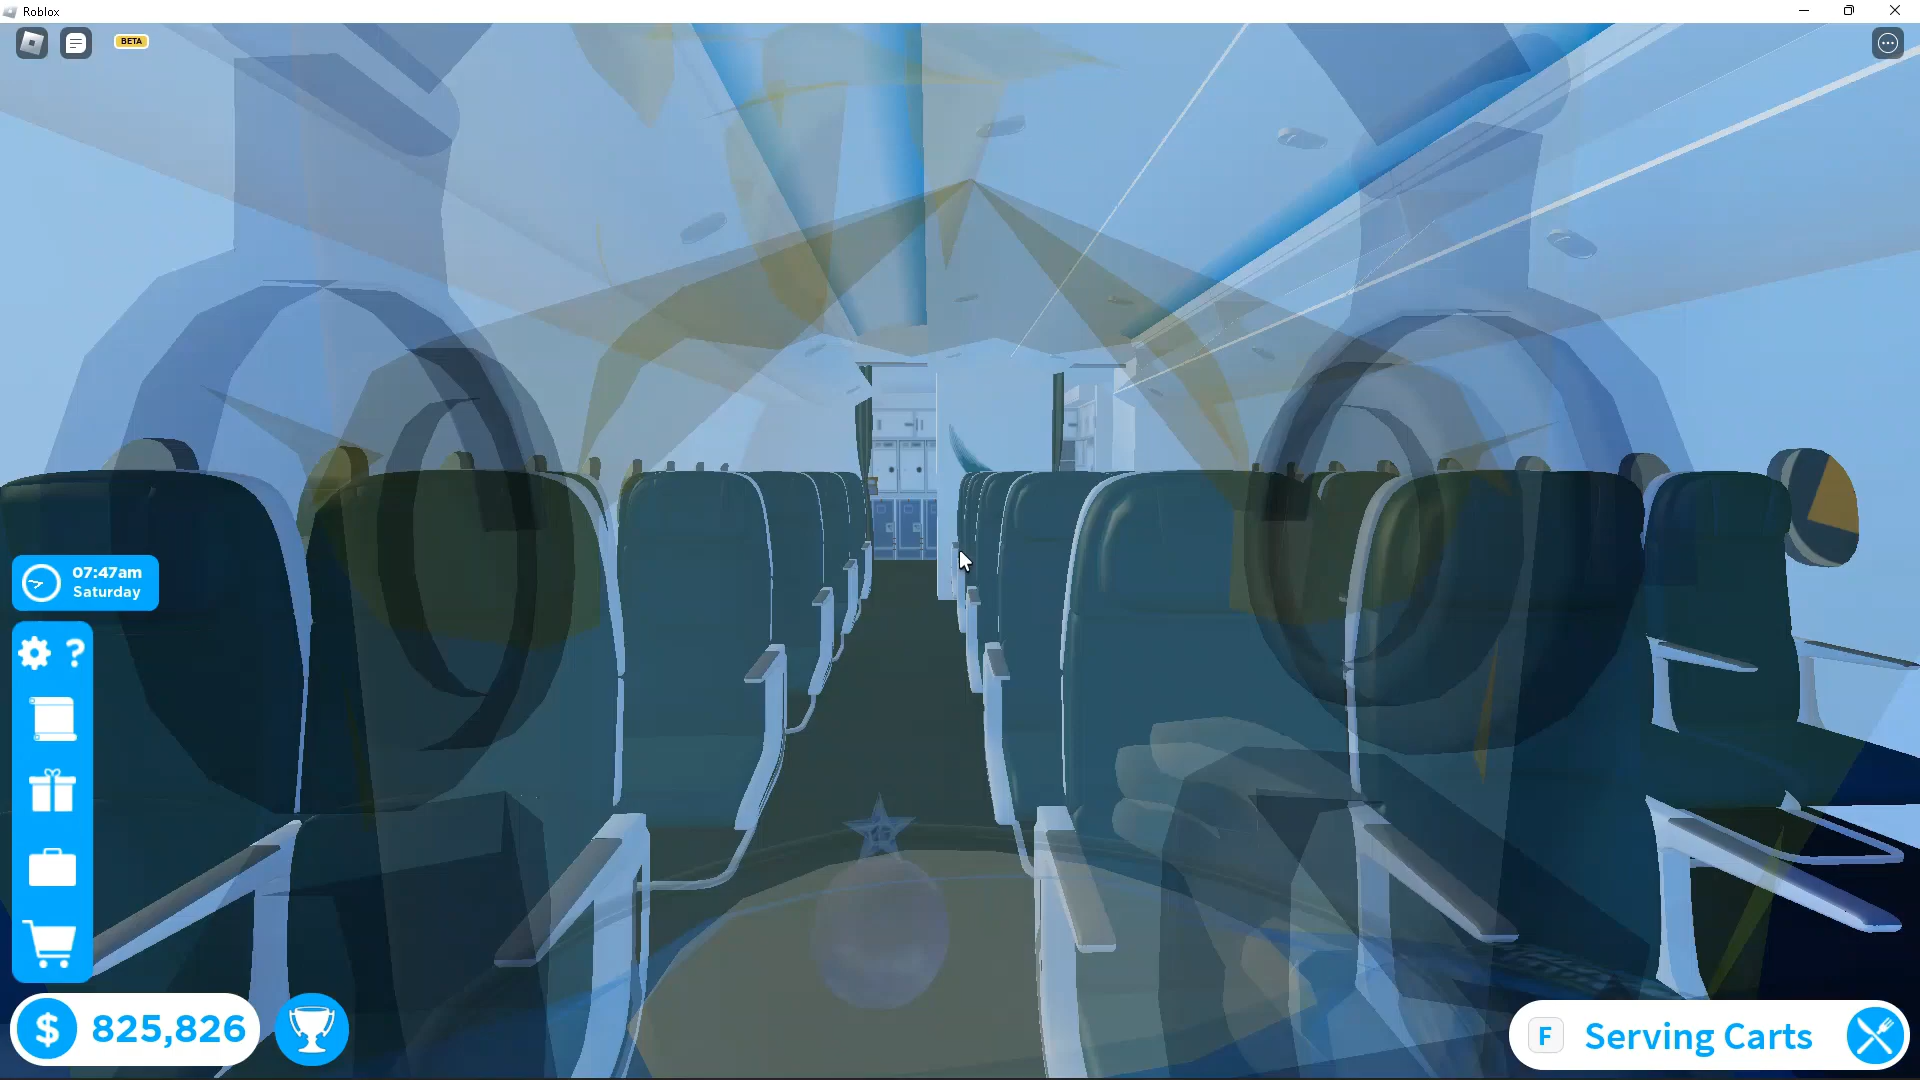 Roblox
BETA
07:47am
Saturday
?
$ 825,826
F Serving Carts